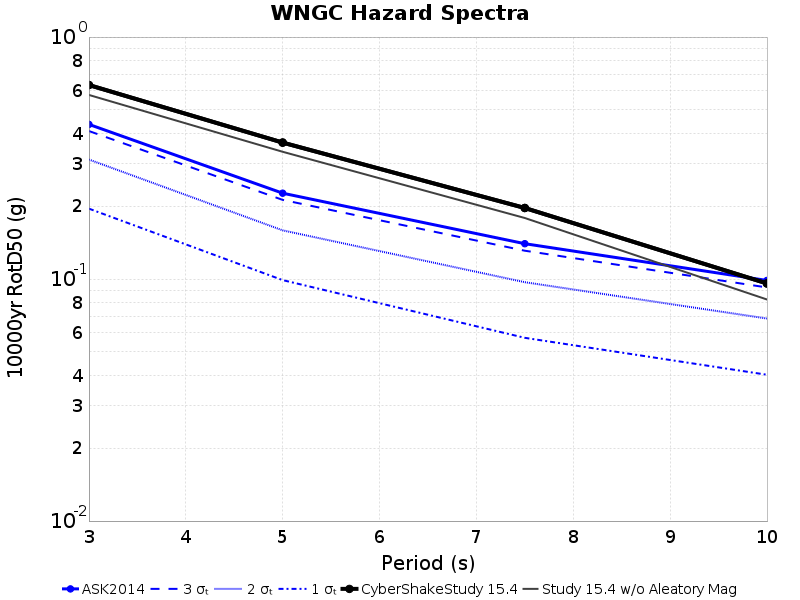 WNGC Hazard Spectra
10000yr RotD50 (g)
10⁰
8
6
4
3
2
10⁻¹
8
6
4
3
2
10⁻²
3 4 5 6 7 8 9 10
Period (s)
ASK2014 3 σₜ 2 σₜ 1 σₜ CyberShakeStudy 15.4 Study 15.4 w/o Aleatory Mag